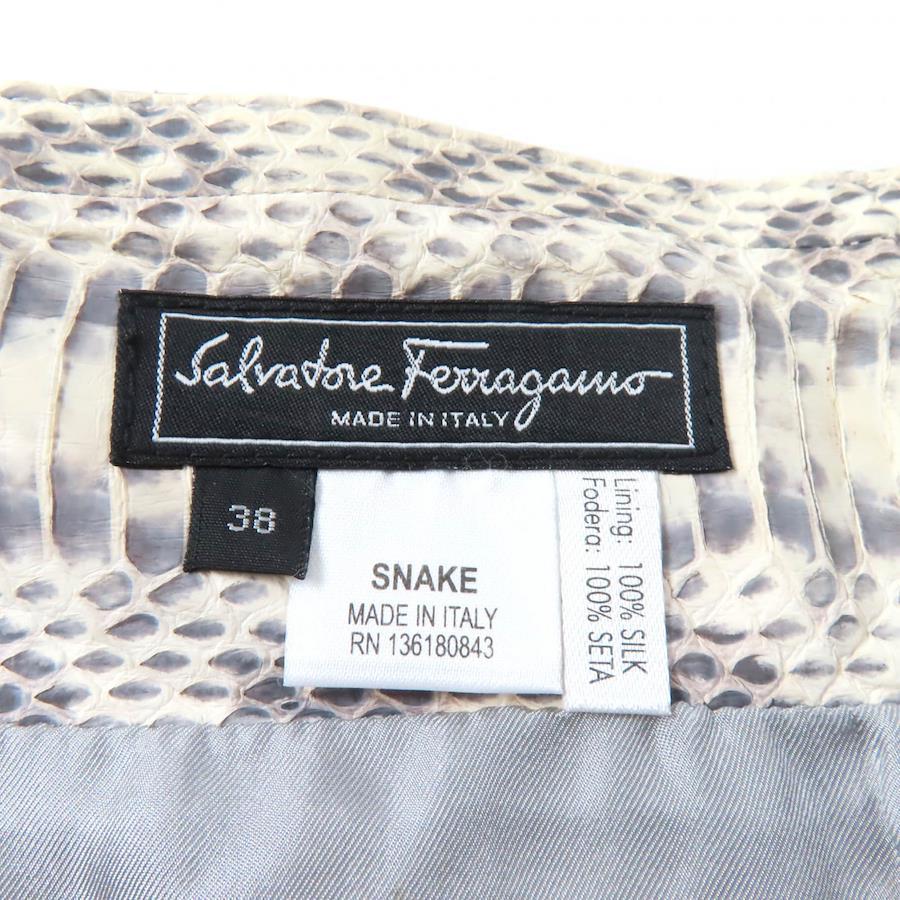 Salvatore Ferragamo
MADE IN ITALY
38
SNAKE
MADE IN ITALY
RN 136180843
Lining: 100% SILK
Fodera: 100% SETA